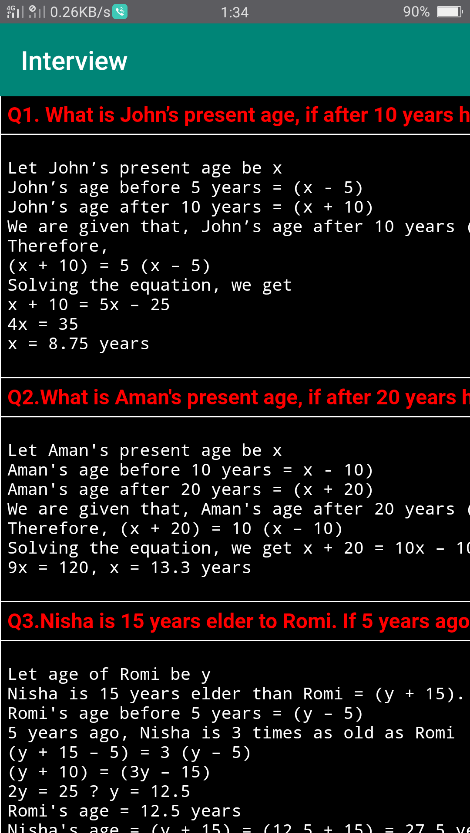 4G 0.26KB/s 1:34 90%
Interview
Q1. What is John's present age, if after 10 years
Let John’s present age be x
John’s age before 5 years = (x - 5)
John’s age after 10 years = (x + 10)
We are given that, John’s age after 10 years
Therefore,
(x + 10) = 5 (x – 5)
Solving the equation, we get
x + 10 = 5x – 25
4x = 35
x = 8.75 years
Q2.What is Aman's present age, if after 20 years
Let Aman's present age be x
Aman's age before 10 years = x - 10)
Aman's age after 20 years = (x + 20)
We are given that, Aman's age after 20 years
Therefore, (x + 20) = 10 (x – 10)
Solving the equation, we get x + 20 = 10x – 10
9x = 120, x = 13.3 years
Q3.Nisha is 15 years elder to Romi. If 5 years ago
Let age of Romi be y
Nisha is 15 years elder than Romi = (y + 15).
Romi's age before 5 years = (y – 5)
5 years ago, Nisha is 3 times as old as Romi
(y + 15 – 5) = 3 (y – 5)
(y + 10) = (3y – 15)
2y = 25 ? y = 12.5
Romi's age = 12.5 years
Nisha's age = (y + 15) = (12.5 + 15) = 27.5